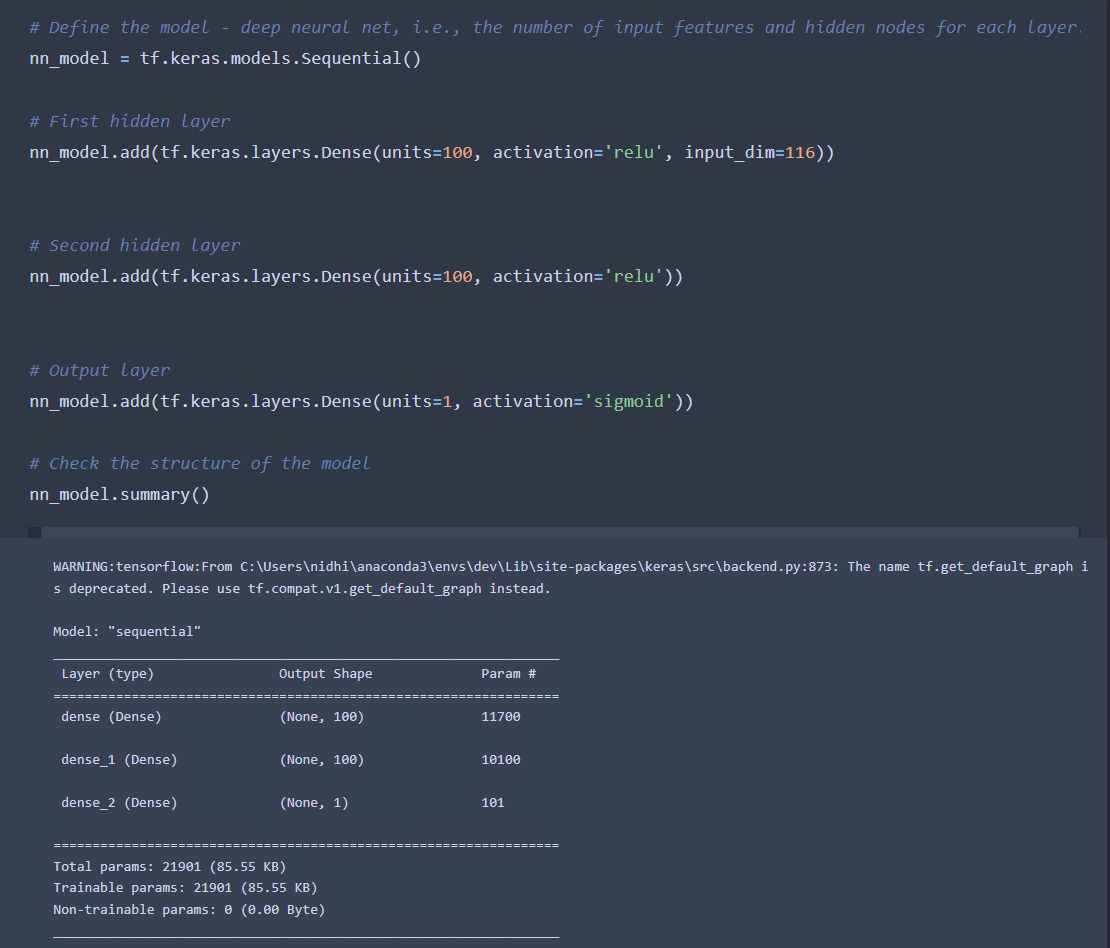 # Define the model - deep neural net, i.e., the number of input features and hidden nodes for each layer.
nn_model = tf.keras.models.Sequential()
# First hidden layer
nn_model.add(tf.keras.layers.Dense(units=100, activation='relu', input_dim=116))
# Second hidden layer
nn_model.add(tf.keras.layers.Dense(units=100, activation='relu'))
# Output layer
nn_model.add(tf.keras.layers.Dense(units=1, activation='sigmoid'))
# Check the structure of the model
nn_model.summary()
WARNING:tensorflow:From C:\Users\nidhi\anaconda3\envs\dev\Lib\site-packages\keras\src\backend.py:873: The name tf.get_default_graph i
s deprecated. Please use tf.compat.v1.get_default_graph instead.
Model: "sequential"
_________________________________________________________________
Layer (type) Output Shape Param #
=================================================================
dense (Dense) (None, 100) 11700
dense_1 (Dense) (None, 100) 10100
dense_2 (Dense) (None, 1) 101
=================================================================
Total params: 21901 (85.55 KB)
Trainable params: 21901 (85.55 KB)
Non-trainable params: 0 (0.00 Byte)
_________________________________________________________________